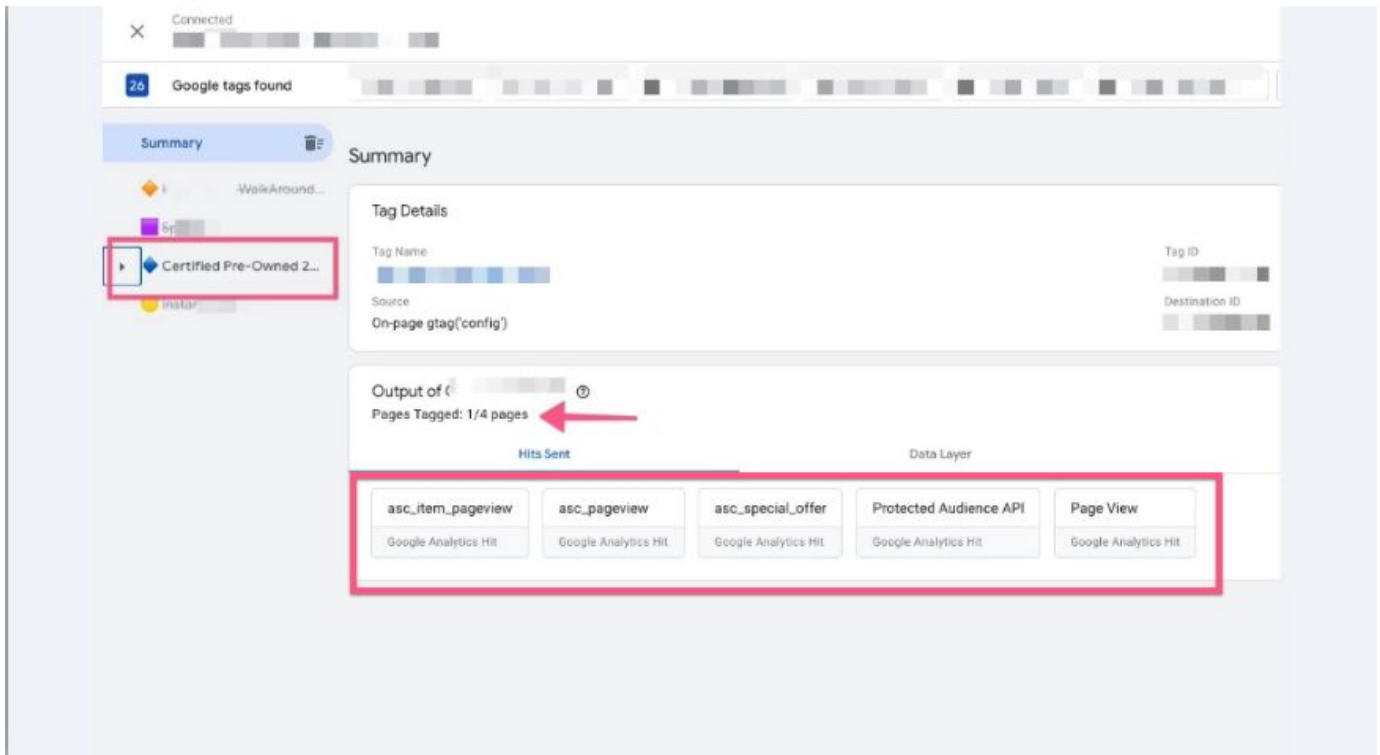 Connected
26 Google tags found
Summary
WalkAround...
Certified Pre-Owned 2...
Summary
Tag Details
Tag Name Tag ID
Source Destination ID
On-page gtag('config')
Output of
Pages Tagged: 1/4 pages
Hits Sent Data Layer
asc_item_pageview asc_pageview asc_special_offer Protected Audience API Page View
Google Analytics Hit Google Analytics Hit Google Analytics Hit Google Analytics Hit Google Analytics Hit